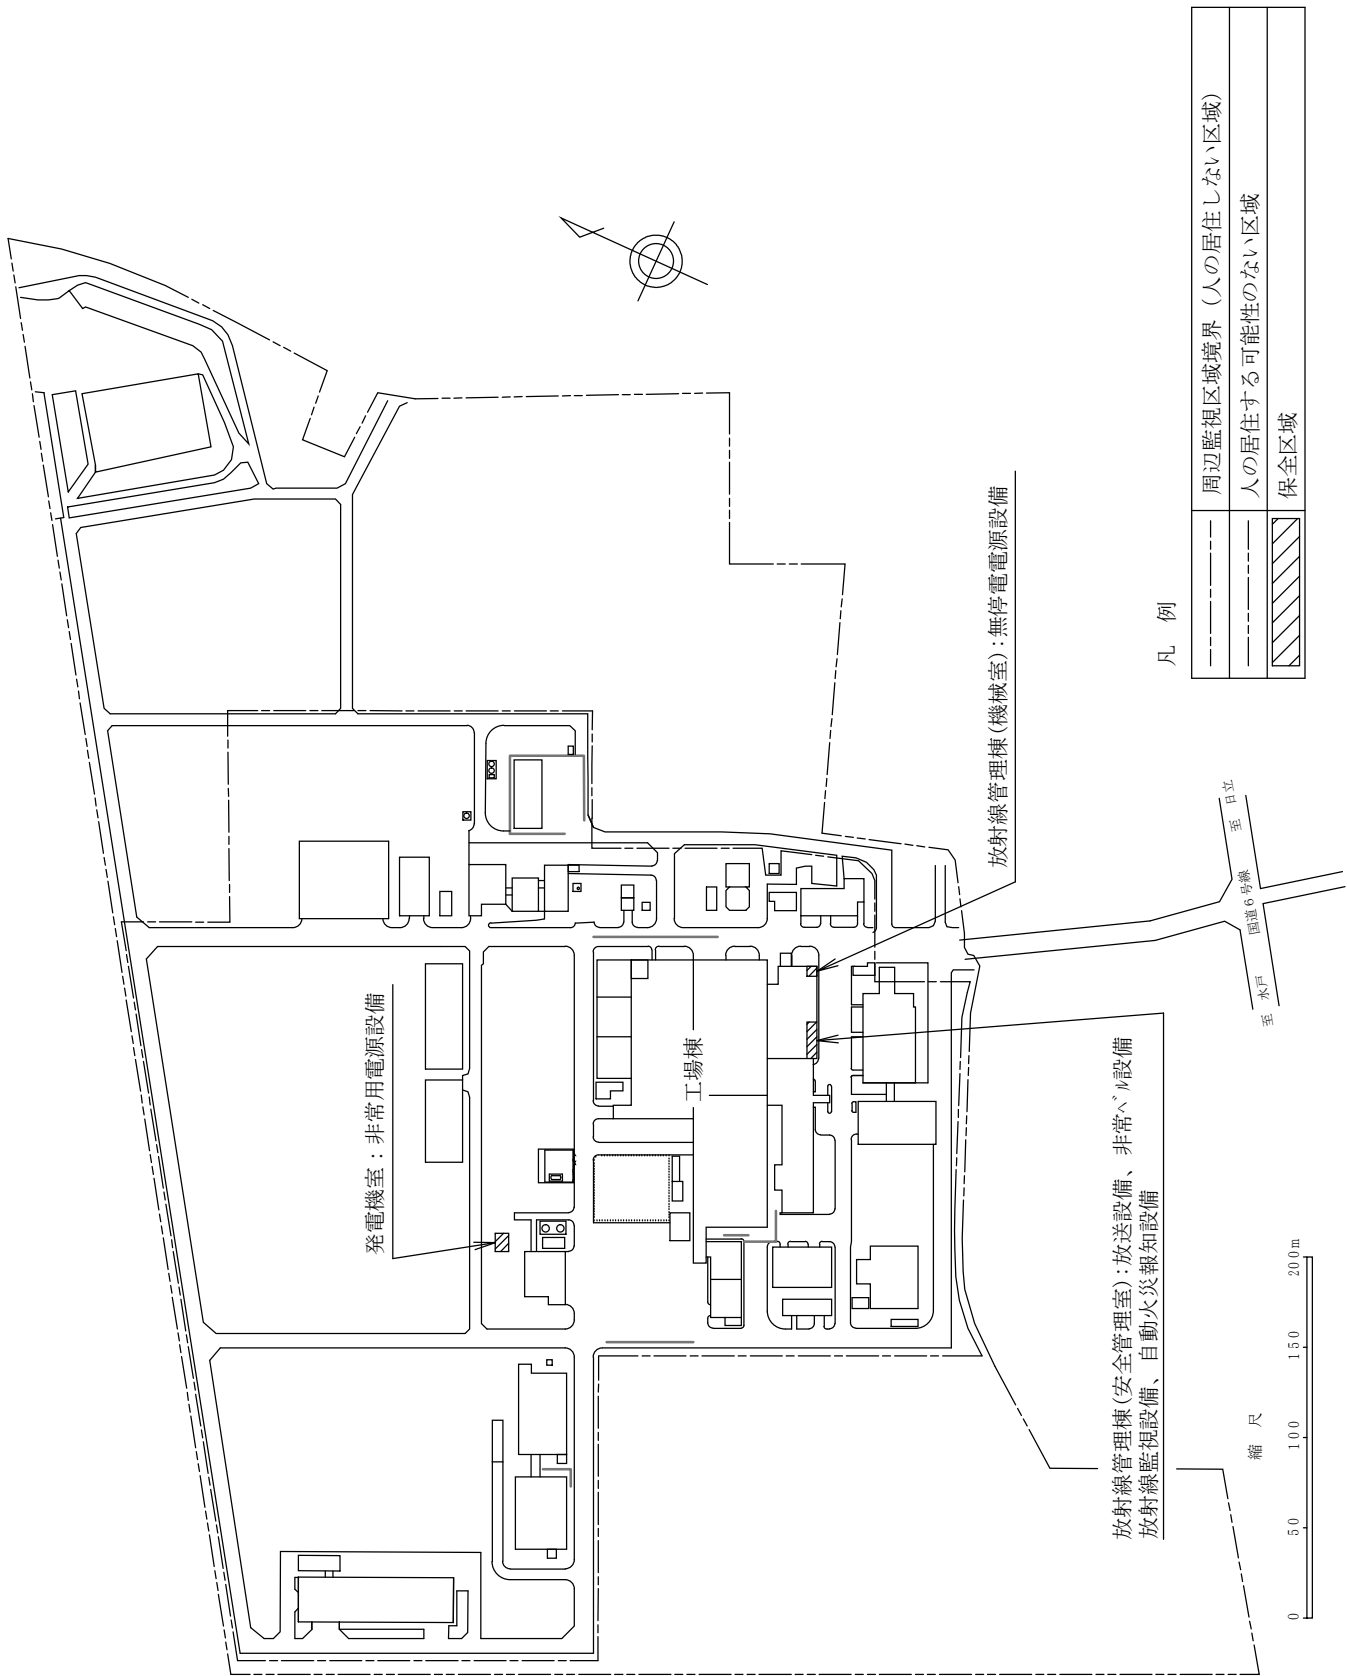 発電機室：非常用電源設備
工場棟
放射線管理棟(機械室)：無停電電源設備
放射線管理棟(安全管理室)：放送設備、非常ベル設備
放射線監視設備、自動火災報知設備
至 水戸
国道6号線
至 日立
凡 例
周辺監視区域境界（人の居住しない区域）
人の居住する可能性のない区域
保全区域
縮 尺
0 50 100 150 200m